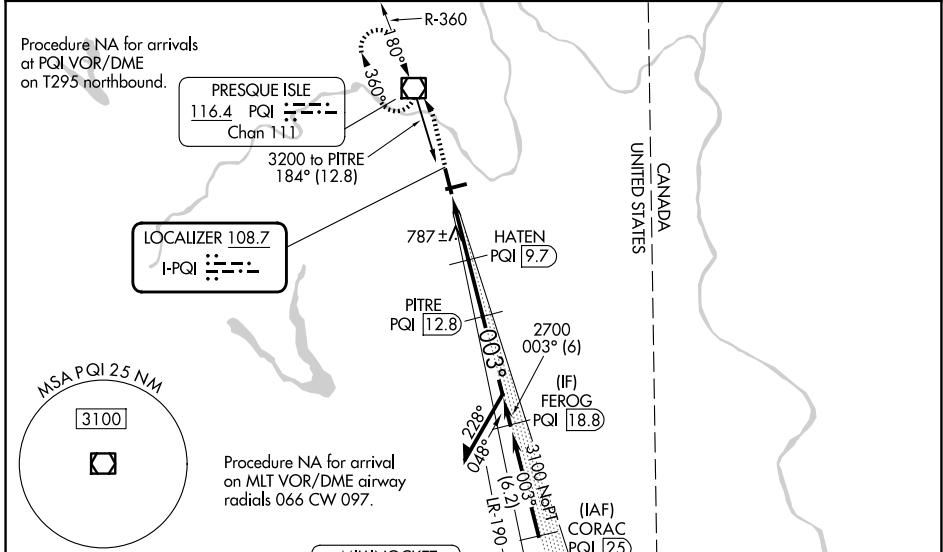 R-360
Procedure NA for arrivals
at PQI VOR/DME
on T295 northbound.
180°
360°
PRESQUE ISLE
116.4 PQI
Chan 111
3200 to PITRE
184° (12.8)
CANADA
UNITED STATES
LOCALIZER 108.7
I-PQI
787 ±
HATEN
PQI 9.7
PITRE
PQI 12.8
003°
2700
003° (6)
(IF)
FEROG
PQI 18.8
MSA PQI 25 NM
3100
228°
048°
Procedure NA for arrival
on MLT VOR/DME airway
radials 066 CW 097.
3100 NoPT
003°
(6.2)
LR-190
(IAF)
CORAC
PQI 25